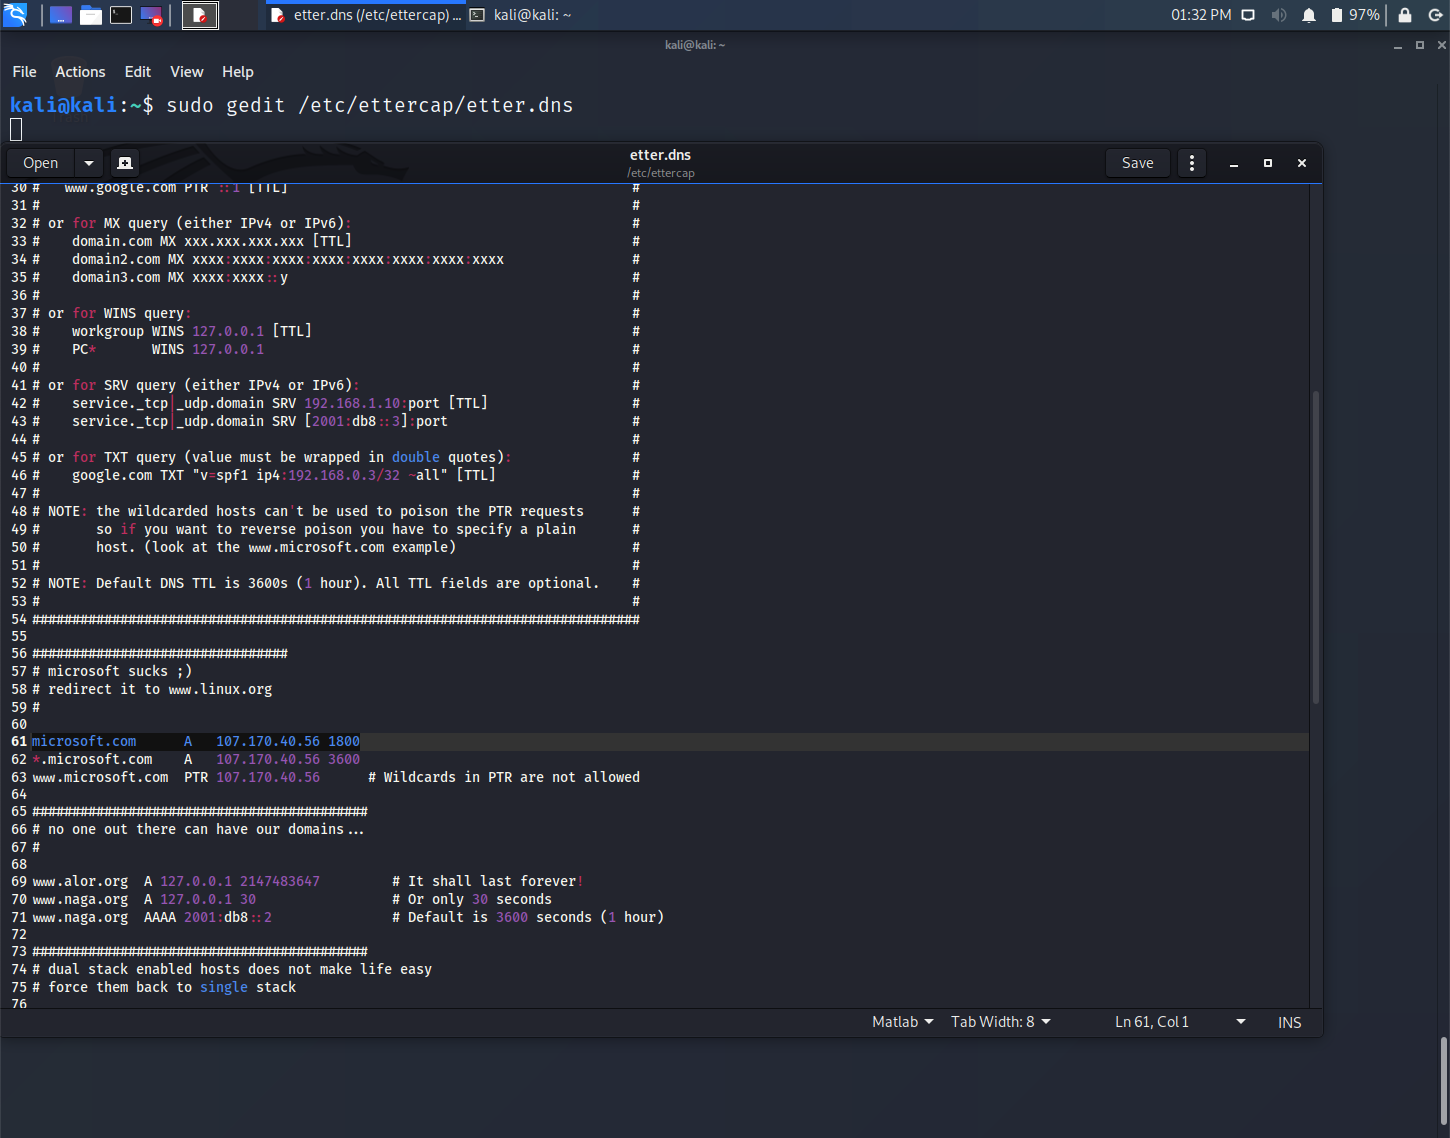 etter.dns (/etc/ettercap) ...
kali@kali: ~
01:32 PM
97%
kali@kali: ~
File Actions Edit View Help
kali@kali:~$ sudo gedit /etc/ettercap/etter.dns
Open
etter.dns
/etc/ettercap
Save
30 #   www.google.com PTR ::1 [TTL]                                           #
31 #                                                                          #
32 # or for MX query (either IPv4 or IPv6):                                   #
33 #    domain.com MX xxx.xxx.xxx.xxx [TTL]                                   #
34 #    domain2.com MX xxxx:xxxx:xxxx:xxxx:xxxx:xxxx:xxxx:xxxx                #
35 #    domain3.com MX xxxx:xxxx::y                                           #
36 #                                                                          #
37 # or for WINS query:                                                       #
38 #    workgroup WINS 127.0.0.1 [TTL]                                        #
39 #    PC*       WINS 127.0.0.1                                              #
40 #                                                                          #
41 # or for SRV query (either IPv4 or IPv6):                                  #
42 #    service._tcp|_udp.domain SRV 192.168.1.10:port [TTL]                  #
43 #    service._tcp|_udp.domain SRV [2001:db8::3]:port                       #
44 #                                                                          #
45 # or for TXT query (value must be wrapped in double quotes):               #
46 #    google.com TXT "v=spf1 ip4:192.168.0.3/32 ~all" [TTL]                 #
47 #                                                                          #
48 # NOTE: the wildcarded hosts can't be used to poison the PTR requests      #
49 #       so if you want to reverse poison you have to specify a plain       #
50 #       host. (look at the www.microsoft.com example)                      #
51 #                                                                          #
52 # NOTE: Default DNS TTL is 3600s (1 hour). All TTL fields are optional.    #
53 #                                                                          #
54 ############################################################################
55
56 ################################
57 # microsoft sucks ;)
58 # redirect it to www.linux.org
59 #
60
61 microsoft.com      A   107.170.40.56 1800
62 *.microsoft.com    A   107.170.40.56 3600
63 www.microsoft.com  PTR 107.170.40.56      # Wildcards in PTR are not allowed
64
65 ##########################################
66 # no one out there can have our domains...
67 #
68
69 www.alor.org  A 127.0.0.1 2147483647         # It shall last forever!
70 www.naga.org  A 127.0.0.1 30                 # Or only 30 seconds
71 www.naga.org  AAAA 2001:db8::2               # Default is 3600 seconds (1 hour)
72
73 ##########################################
74 # dual stack enabled hosts does not make life easy
75 # force them back to single stack
76
Matlab Tab Width: 8 Ln 61, Col 1 INS